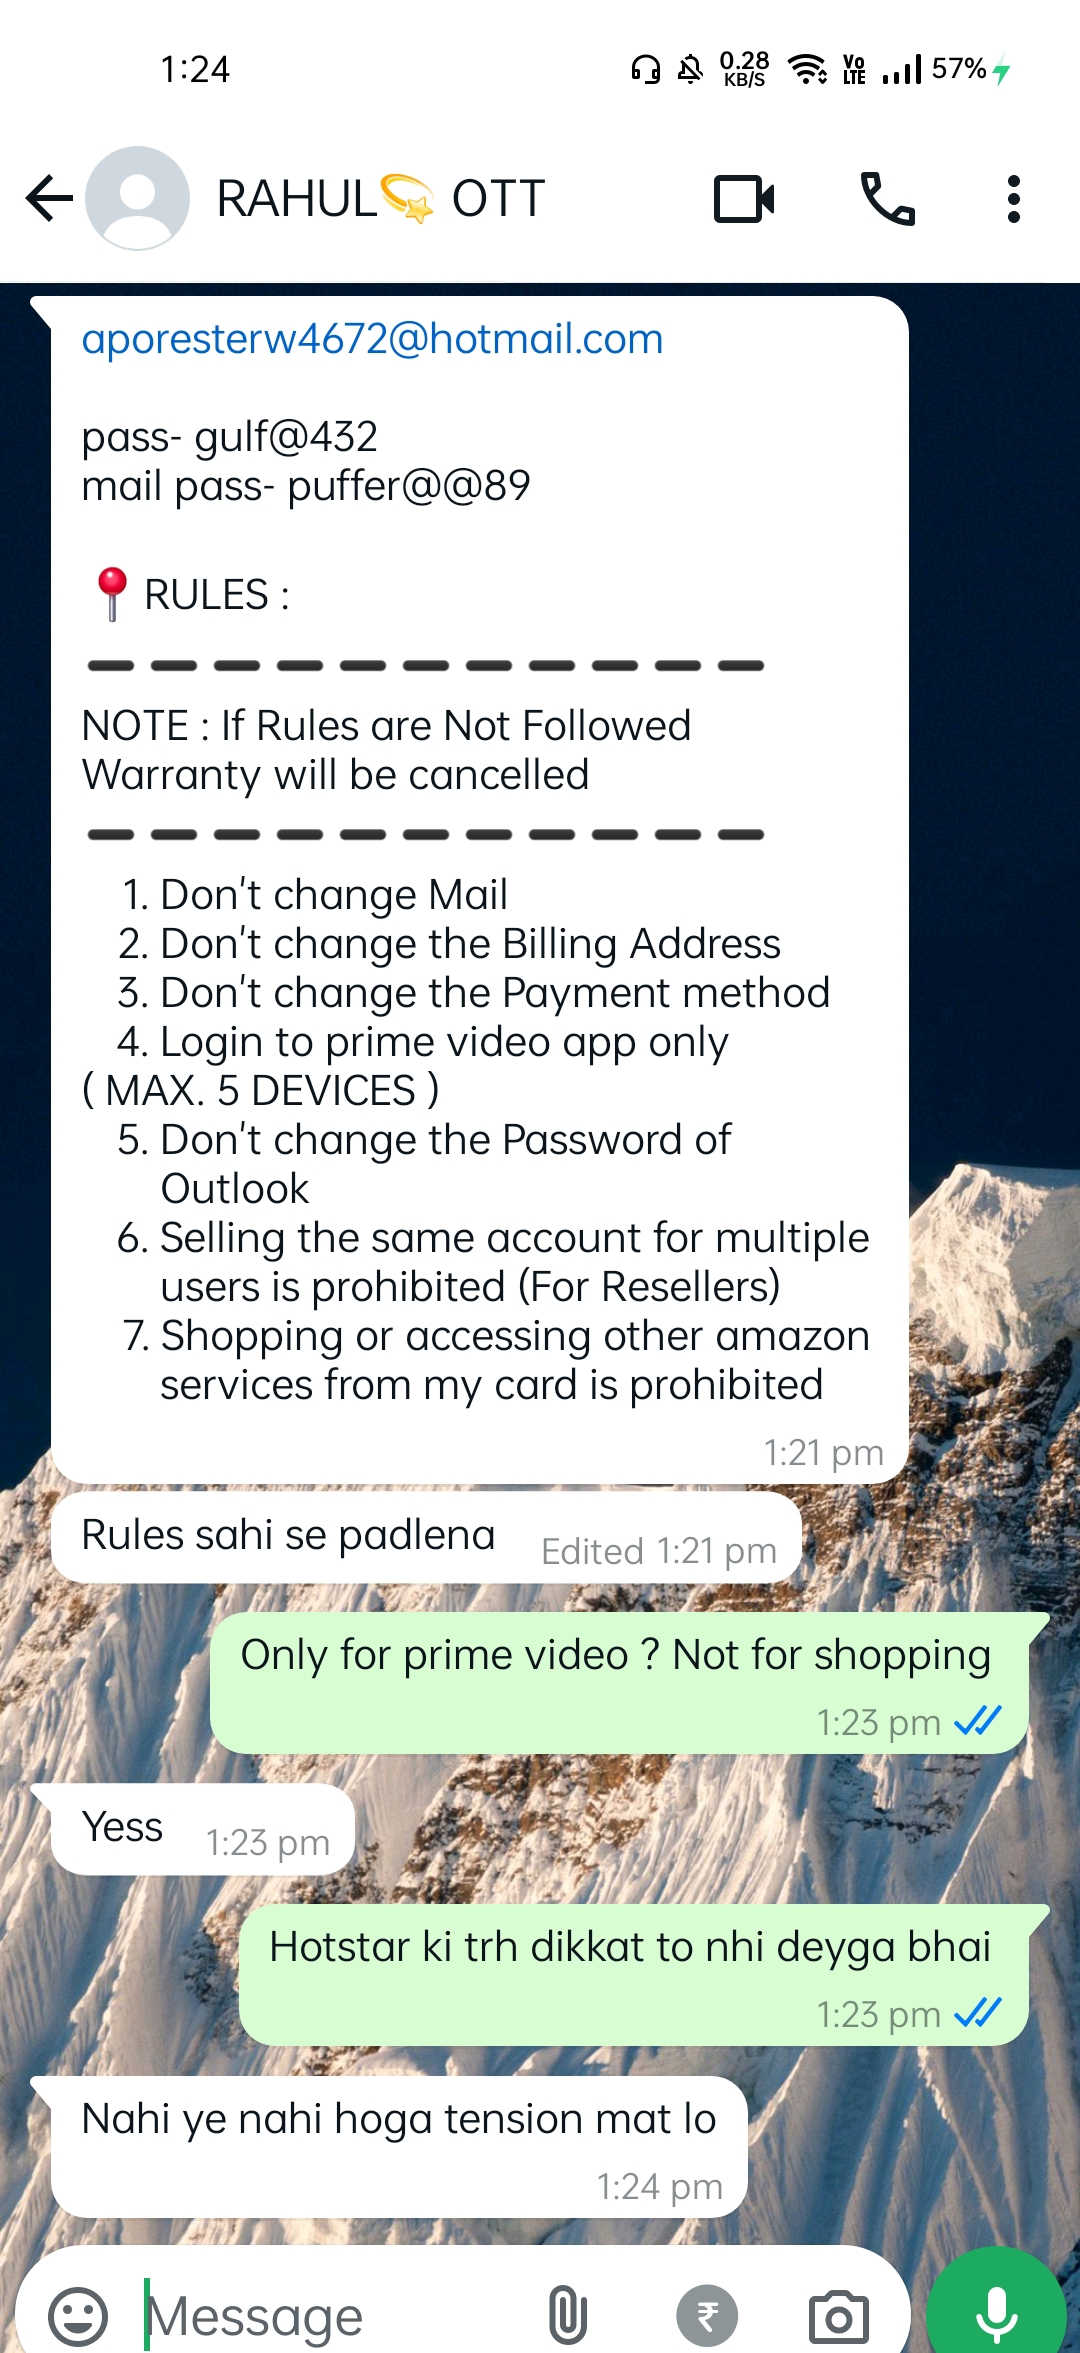 1:24
0.28
KB/S
Vo
LTE
57%
RAHUL💫 OTT
aporesterw4672@hotmail.com
pass- gulf@432
mail pass- puffer@@89
📍 RULES :
➖➖➖➖➖➖➖➖➖➖➖
NOTE : If Rules are Not Followed
Warranty will be cancelled
➖➖➖➖➖➖➖➖➖➖➖
1. Don't change Mail
2. Don't change the Billing Address
3. Don't change the Payment method
4. Login to prime video app only
( MAX. 5 DEVICES )
5. Don't change the Password of
Outlook
6. Selling the same account for multiple
users is prohibited (For Resellers)
7. Shopping or accessing other amazon
services from my card is prohibited
1:21 pm
Rules sahi se padlena
Edited 1:21 pm
Only for prime video ? Not for shopping
1:23 pm
Yess
1:23 pm
Hotstar ki trh dikkat to nhi deyga bhai
1:23 pm
Nahi ye nahi hoga tension mat lo
1:24 pm
Message
₹